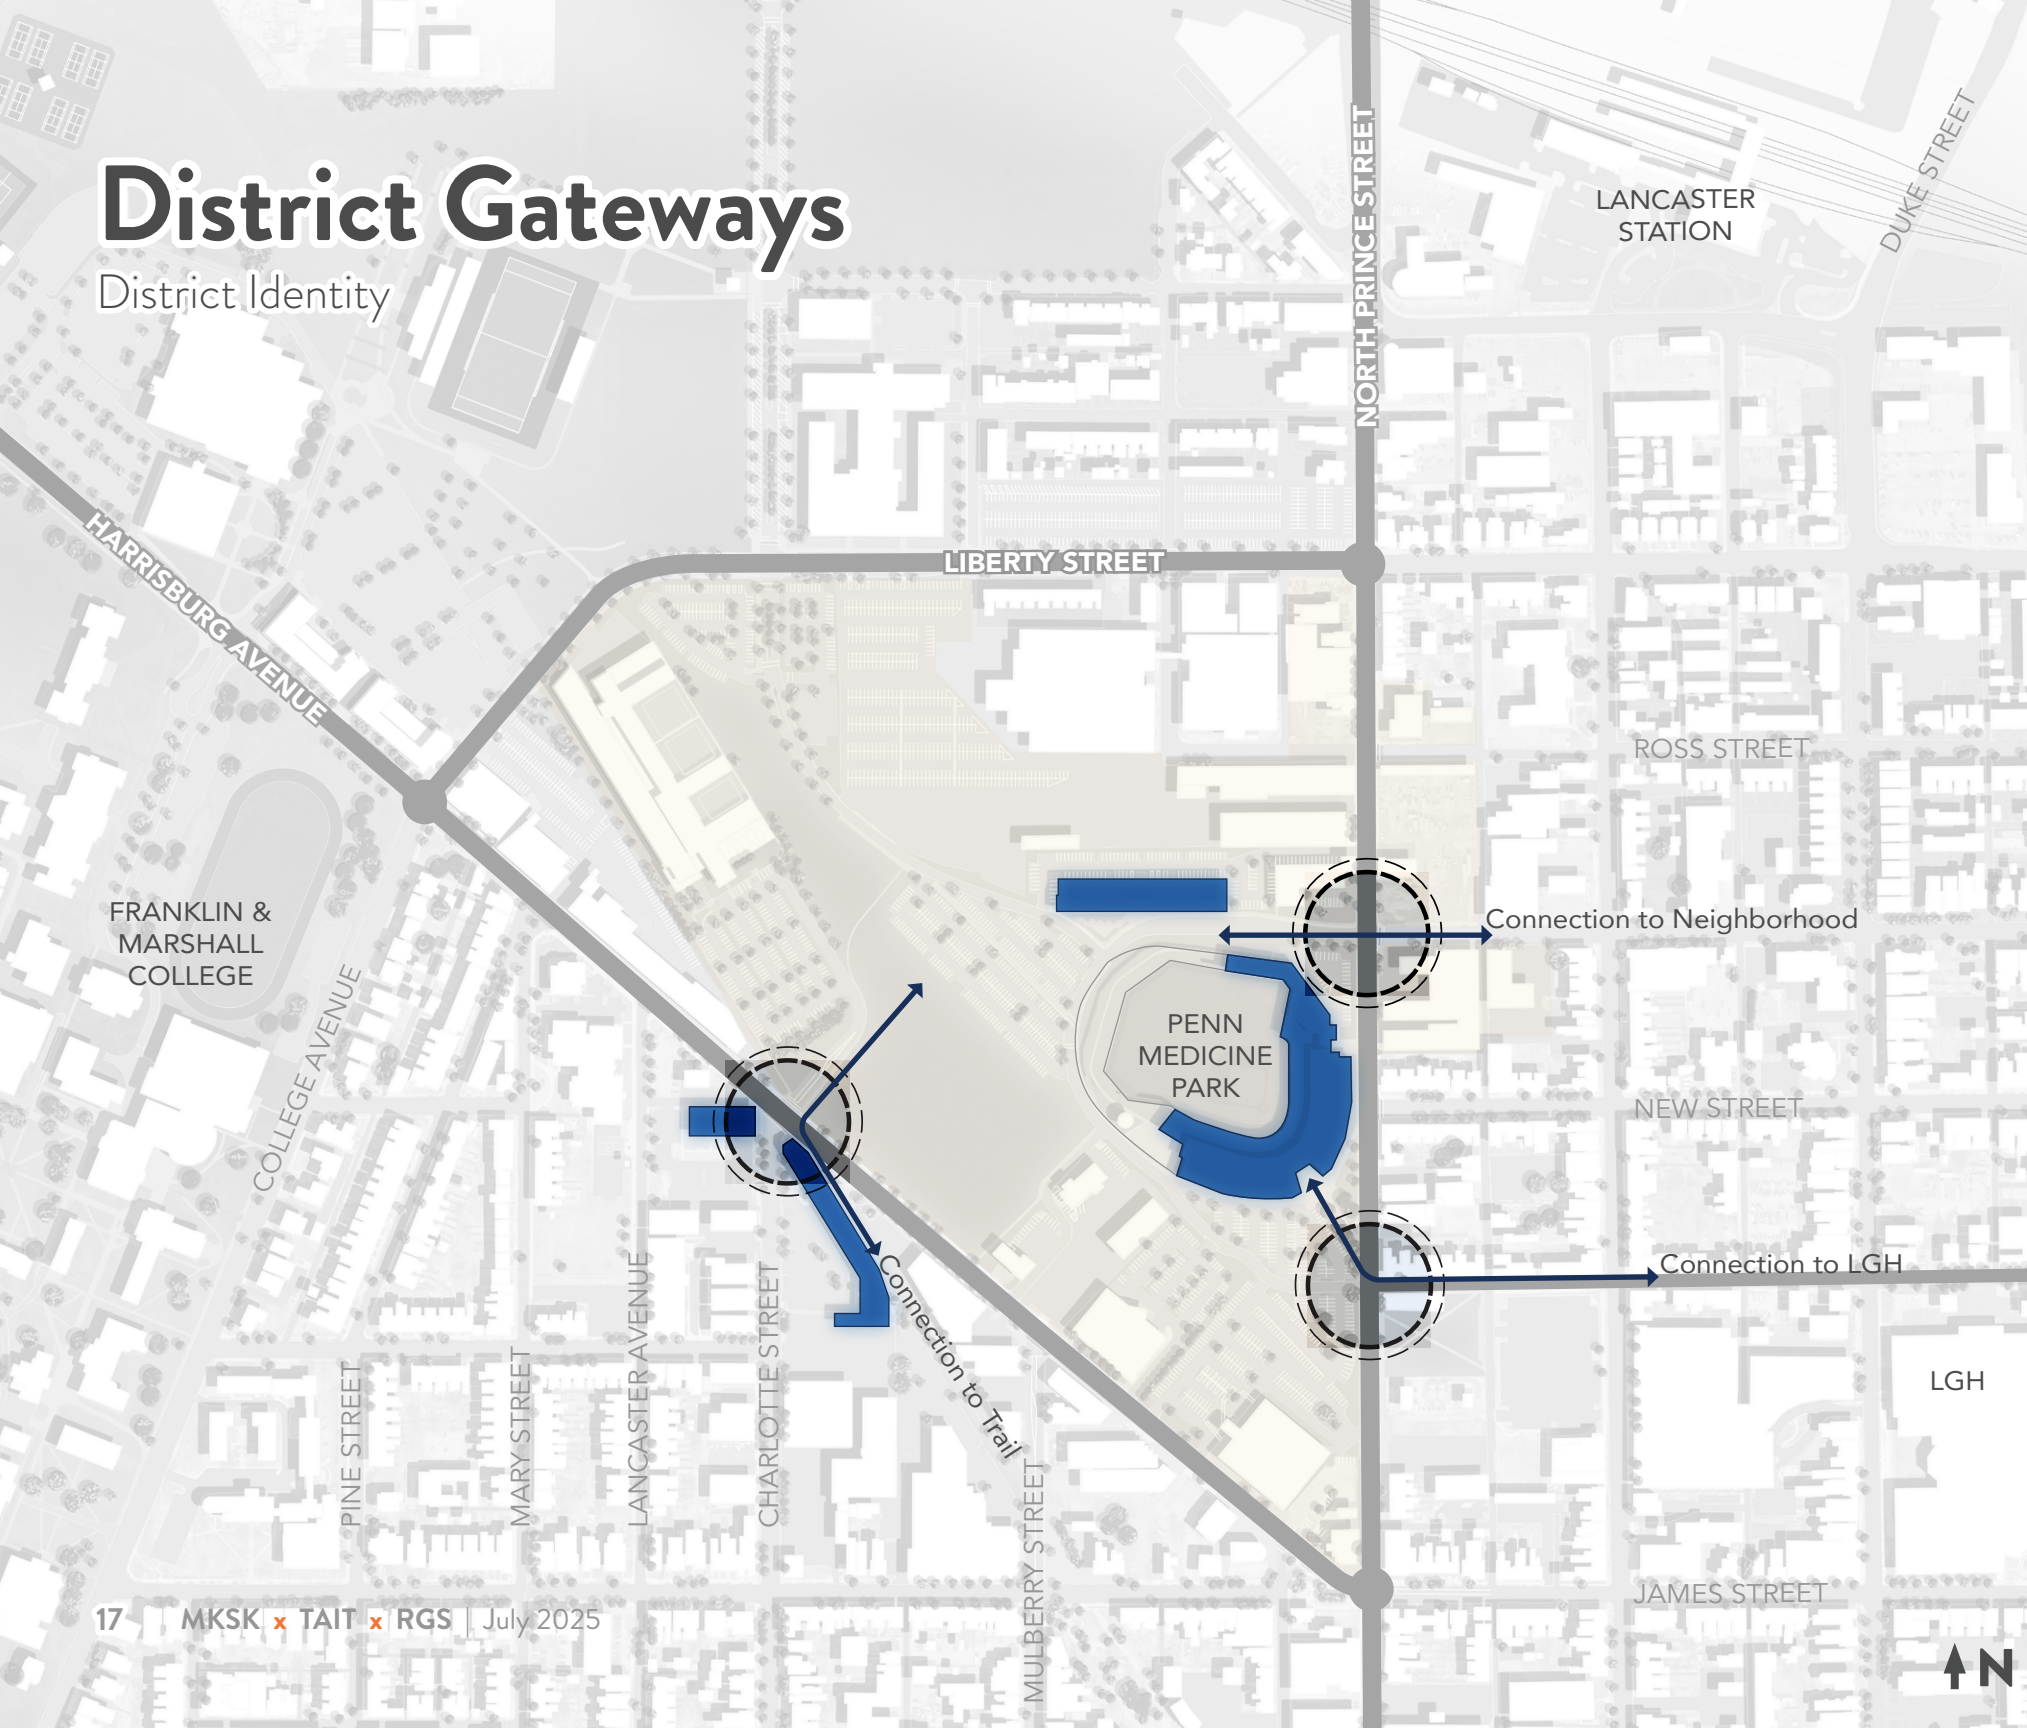 District Gateways
District Identity
NORTH PRINCE STREET
LANCASTER
STATION
DUKE STREET
HARRISBURG AVENUE
LIBERTY STREET
ROSS STREET
FRANKLIN &
MARSHALL
COLLEGE
COLLEGE AVENUE
Connection to Neighborhood
PENN
MEDICINE
PARK
NEW STREET
Connection to LGH
LGH
Connection to Trail
PINE STREET
MARY STREET
LANCASTER AVENUE
CHARLOTTE STREET
MULBERRY STREET
JAMES STREET
17 MKSK x TAIT x RGS | July 2025
N